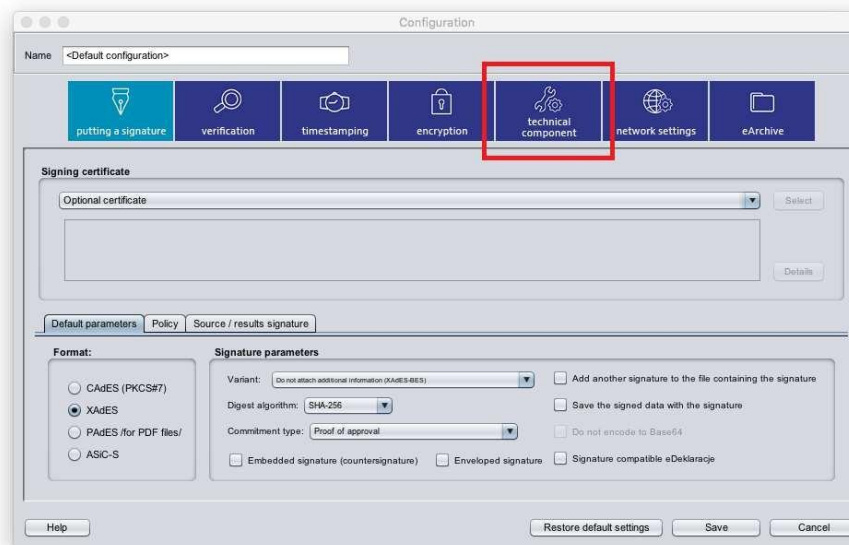 Configuration
Name <Default configuration>
putting a signature
verification
timestamping
encryption
technical
component
network settings
eArchive
Signing certificate
Optional certificate
Select
Details
Default parameters
Policy
Source / results signature
Format:
CAdES (PKCS#7)
XAdES
PAdES /for PDF files/
ASiC-S
Signature parameters
Variant: Do not attach additional information (XAdES-BES)
Digest algorithm: SHA-256
Commitment type: Proof of approval
Embedded signature (countersignature) Enveloped signature
Add another signature to the file containing the signature
Save the signed data with the signature
Do not encode to Base64
Signature compatible eDeklaracje
Help
Restore default settings
Save
Cancel